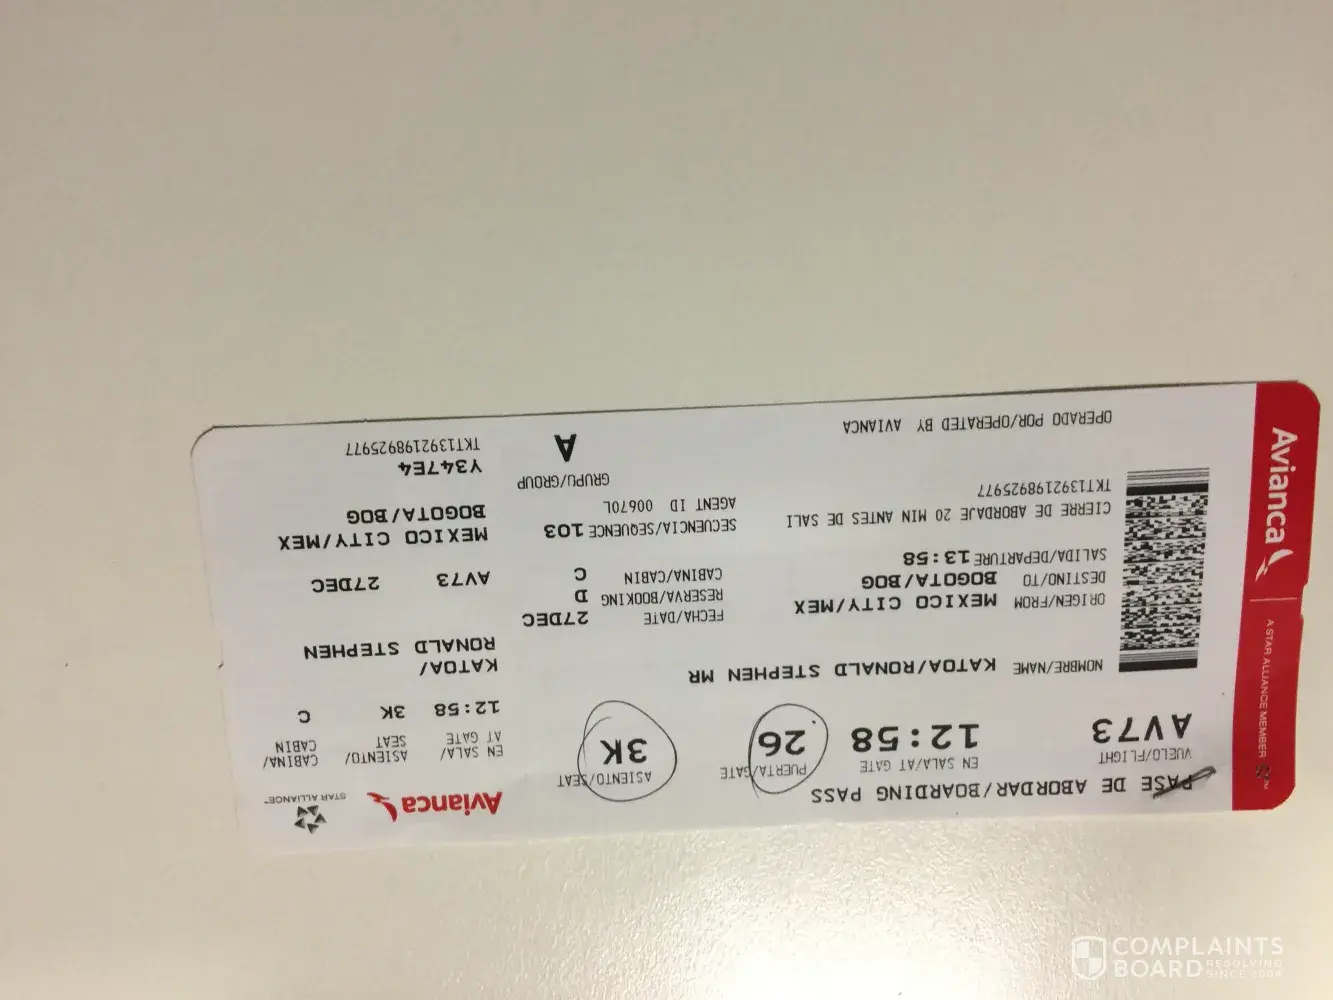 PASE DE ABORDAR/BOARDING PASS
VUELO/FLIGHT EN SALA/AT GATE PUERTA/GATE ASIENTO/SEAT
AV73 12:58 26 3K
NOMBRE/NAME KATOA/RONALD STEPHEN MR
ORIGEN/FROM MEXICO CITY/MEX
DESTINO/TO BOGOTA/BOG
SALIDA/DEPARTURE 13:58
CIERRE DE ABORDAJE 20 MIN ANTES DE SALI
TKT1392198925977
OPERADO POR/OPERATED BY AVIANCA
FECHA/DATE 27DEC
RESERVA/BOOKING D
CABINA/CABIN C
SECUENCIA/SEQUENCE 103
AGENT ID 00670L
GRUPU/GROUP
A
Avianca
STAR ALLIANCE™
EN SALA/ ASIENTO/ CABINA/
AT GATE SEAT CABIN
12:58 3K C
KATOA/
RONALD STEPHEN
AV73 27DEC
MEXICO CITY/MEX
BOGOTA/BOG
Y347E4
TKT1392198925977
Avianca
A STAR ALLIANCE MEMBER
COMPLAINTS
BOARD RESOLVING
SINCE 2004